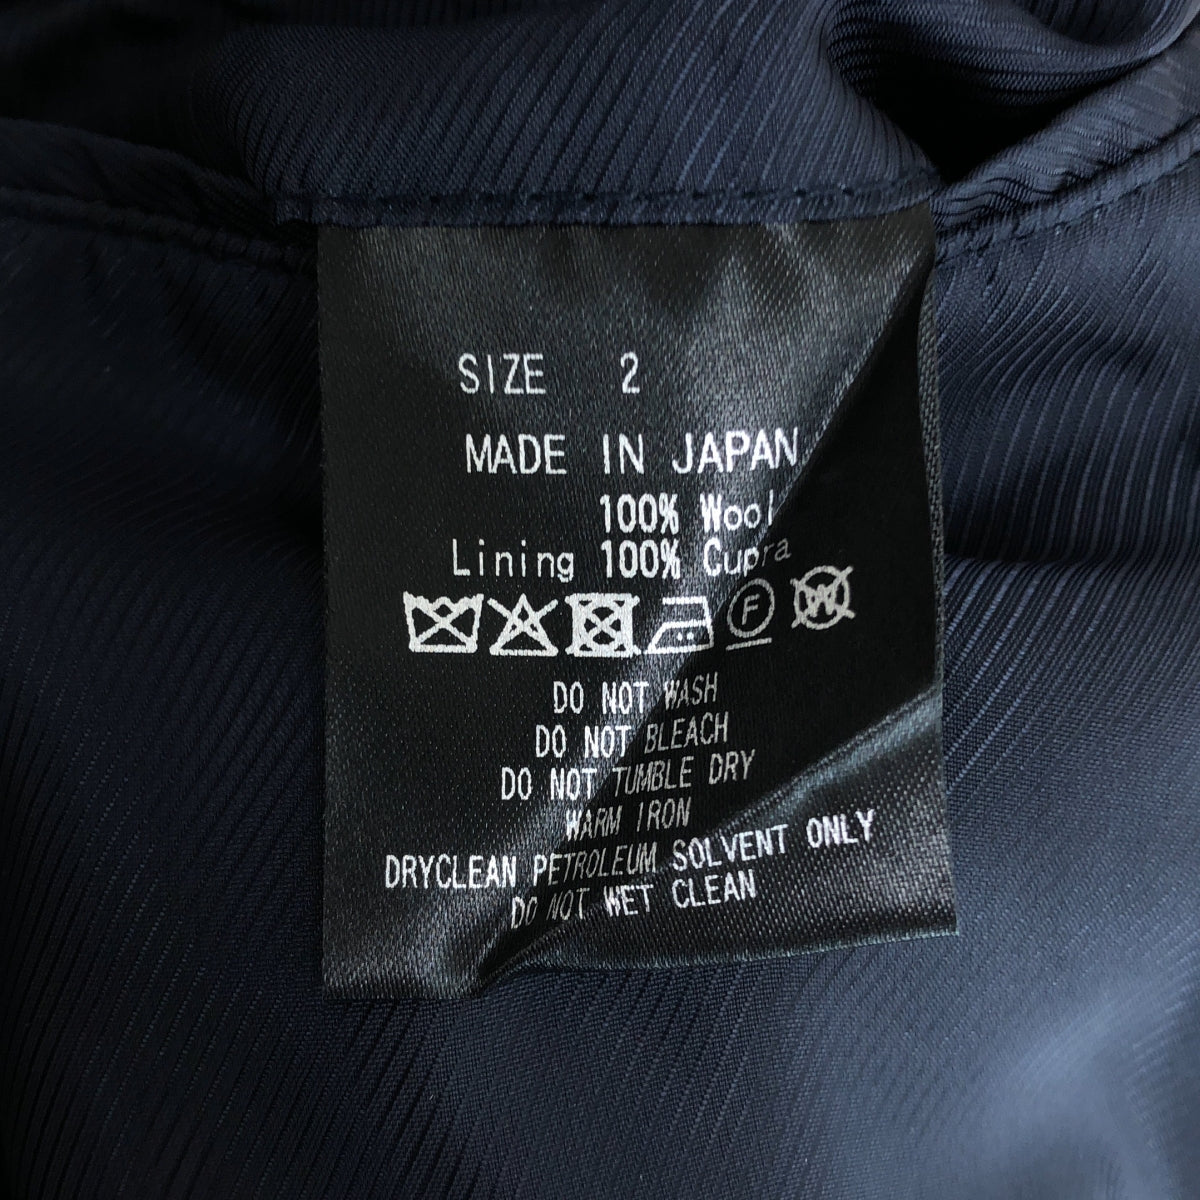 SIZE 2
MADE IN JAPAN
100% Wool
Lining 100% Cupra
F W
DO NOT WASH
DO NOT BLEACH
DO NOT TUMBLE DRY
WARM IRON
DRYCLEAN PETROLEUM SOLVENT ONLY
DO NOT WET CLEAN